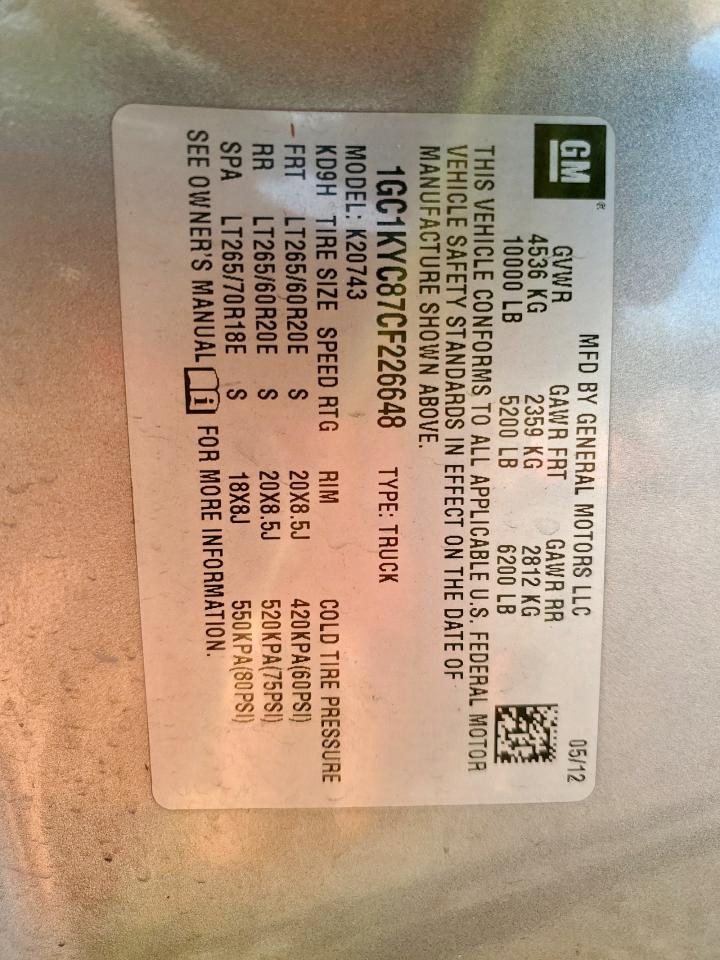 GM®
MFD BY GENERAL MOTORS LLC 05/12
GVWR GAWR FRT GAWR RR
4536 KG 2359 KG 2812 KG
10000 LB 5200 LB 6200 LB
THIS VEHICLE CONFORMS TO ALL APPLICABLE U.S. FEDERAL MOTOR
VEHICLE SAFETY STANDARDS IN EFFECT ON THE DATE OF
MANUFACTURE SHOWN ABOVE.
1GC1KYC87CF226648 TYPE: TRUCK
MODEL: K20743
KD9H TIRE SIZE SPEED RTG RIM COLD TIRE PRESSURE
FRT LT265/60R20E S 20X8.5J 420KPA(60PSI)
RR LT265/60R20E S 20X8.5J 520KPA(75PSI)
SPA LT265/70R18E S 18X8J 550KPA(80PSI)
SEE OWNER'S MANUAL i FOR MORE INFORMATION.